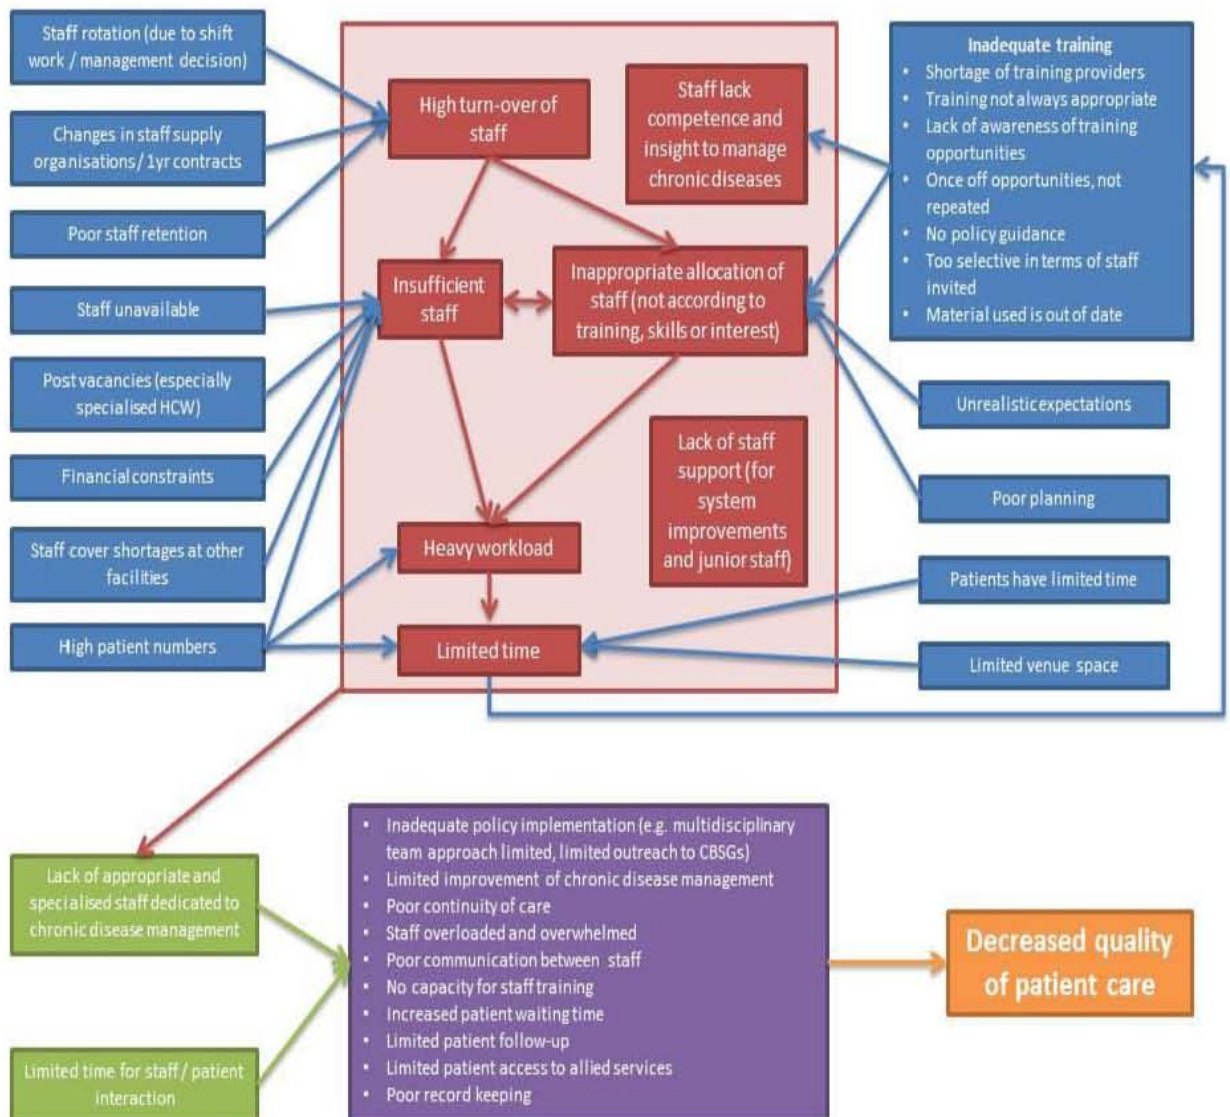 Staff rotation (due to shift
work / management decision)
Changes in staff supply
organisations/ 1yr contracts
Poor staff retention
Staff unavailable
Post vacancies (especially
specialised HCW)
Financial constraints
Staff cover shortages at other
facilities
High patient numbers
High turn-over of
staff
Staff lack
competence and
insight to manage
chronic diseases
Insufficient
staff
Inappropriate allocation of
staff (not according to
training, skills or interest)
Lack of staff
support (for
system
improvements
and junior staff)
Heavy workload
Limited time
Inadequate training
• Shortage of training providers
• Training not always appropriate
• Lack of awareness of training
opportunities
• Once off opportunities, not
repeated
• No policy guidance
• Too selective in terms of staff
invited
• Material used is out of date
Unrealistic expectations
Poor planning
Patients have limited time
Limited venue space
Lack of appropriate and
specialised staff dedicated to
chronic disease management
Limited time for staff / patient
interaction
• Inadequate policy implementation (e.g. multidisciplinary
team approach limited, limited outreach to CBSGs)
• Limited improvement of chronic disease management
• Poor continuity of care
• Staff overloaded and overwhelmed
• Poor communication between staff
• No capacity for staff training
• Increased patient waiting time
• Limited patient follow-up
• Limited patient access to allied services
• Poor record keeping
Decreased quality
of patient care